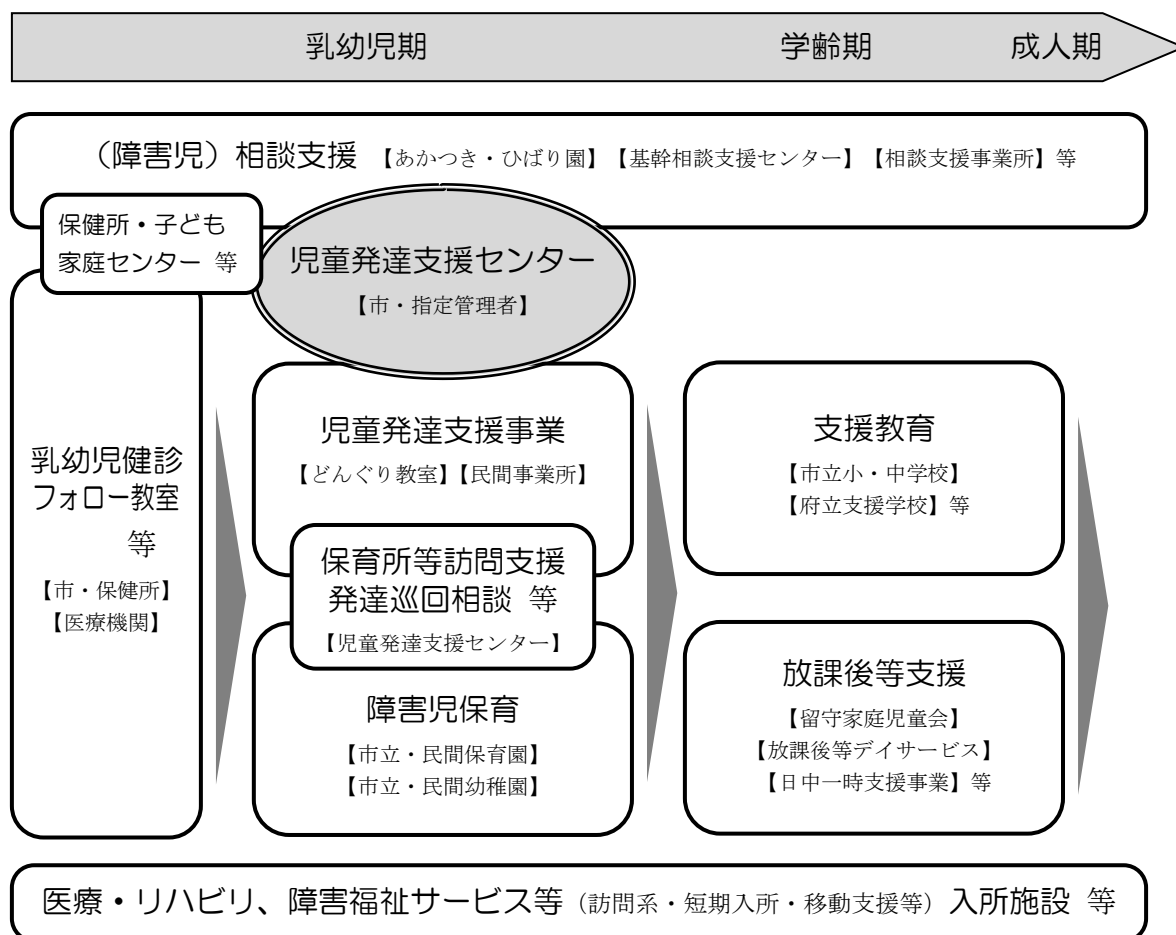 乳幼児期 学齢期 成人期
(障害児)相談支援 【あかつき・ひばり園】【基幹相談支援センター】【相談支援事業所】等
保健所・子ども
家庭センター 等
児童発達支援センター
【市・指定管理者】
乳幼児健診
フォロー教室
等
【市・保健所】
【医療機関】
児童発達支援事業
【どんぐり教室】【民間事業所】
保育所等訪問支援
発達巡回相談 等
【児童発達支援センター】
障害児保育
【市立・民間保育園】
【市立・民間幼稚園】
支援教育
【市立小・中学校】
【府立支援学校】等
放課後等支援
【留守家庭児童会】
【放課後等デイサービス】
【日中一時支援事業】等
医療・リハビリ、障害福祉サービス等(訪問系・短期入所・移動支援等)入所施設 等